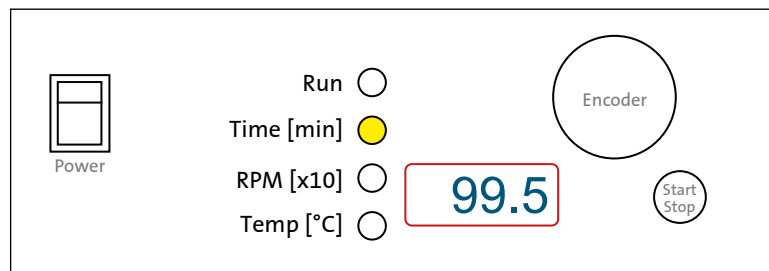 Run
Time [min]
RPM [x10]
Temp [°C]
Power
99.5
Encoder
Start
Stop